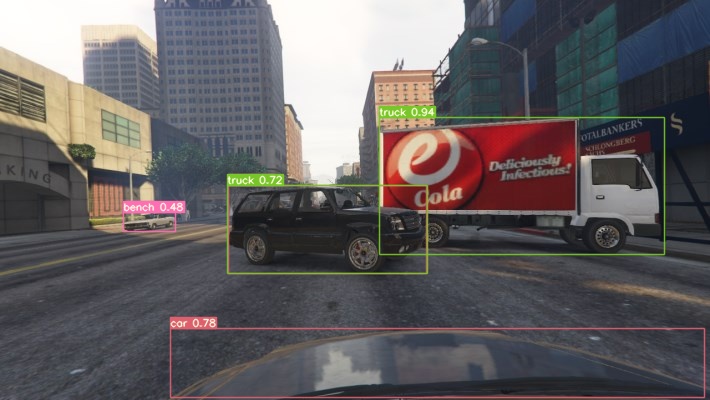 truck 0.94
OTALBANKERS
SCHLONGBERG
Deliciously
Infectious!
KING
truck 0.72
Cola
bench 0.48
car 0.78